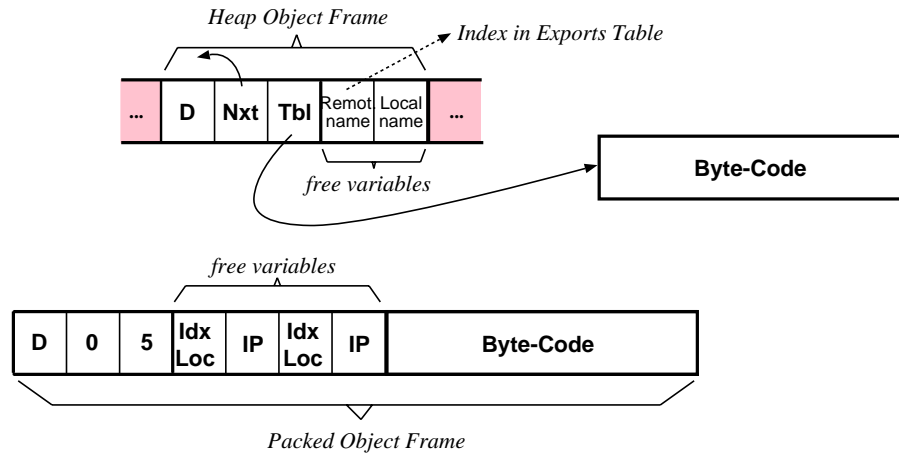 Heap Object Frame
Index in Exports Table
... D Nxt Tbl Remot. name Local name ...
free variables
Byte-Code
free variables
D 0 5 Idx Loc IP Idx Loc IP Byte-Code
Packed Object Frame